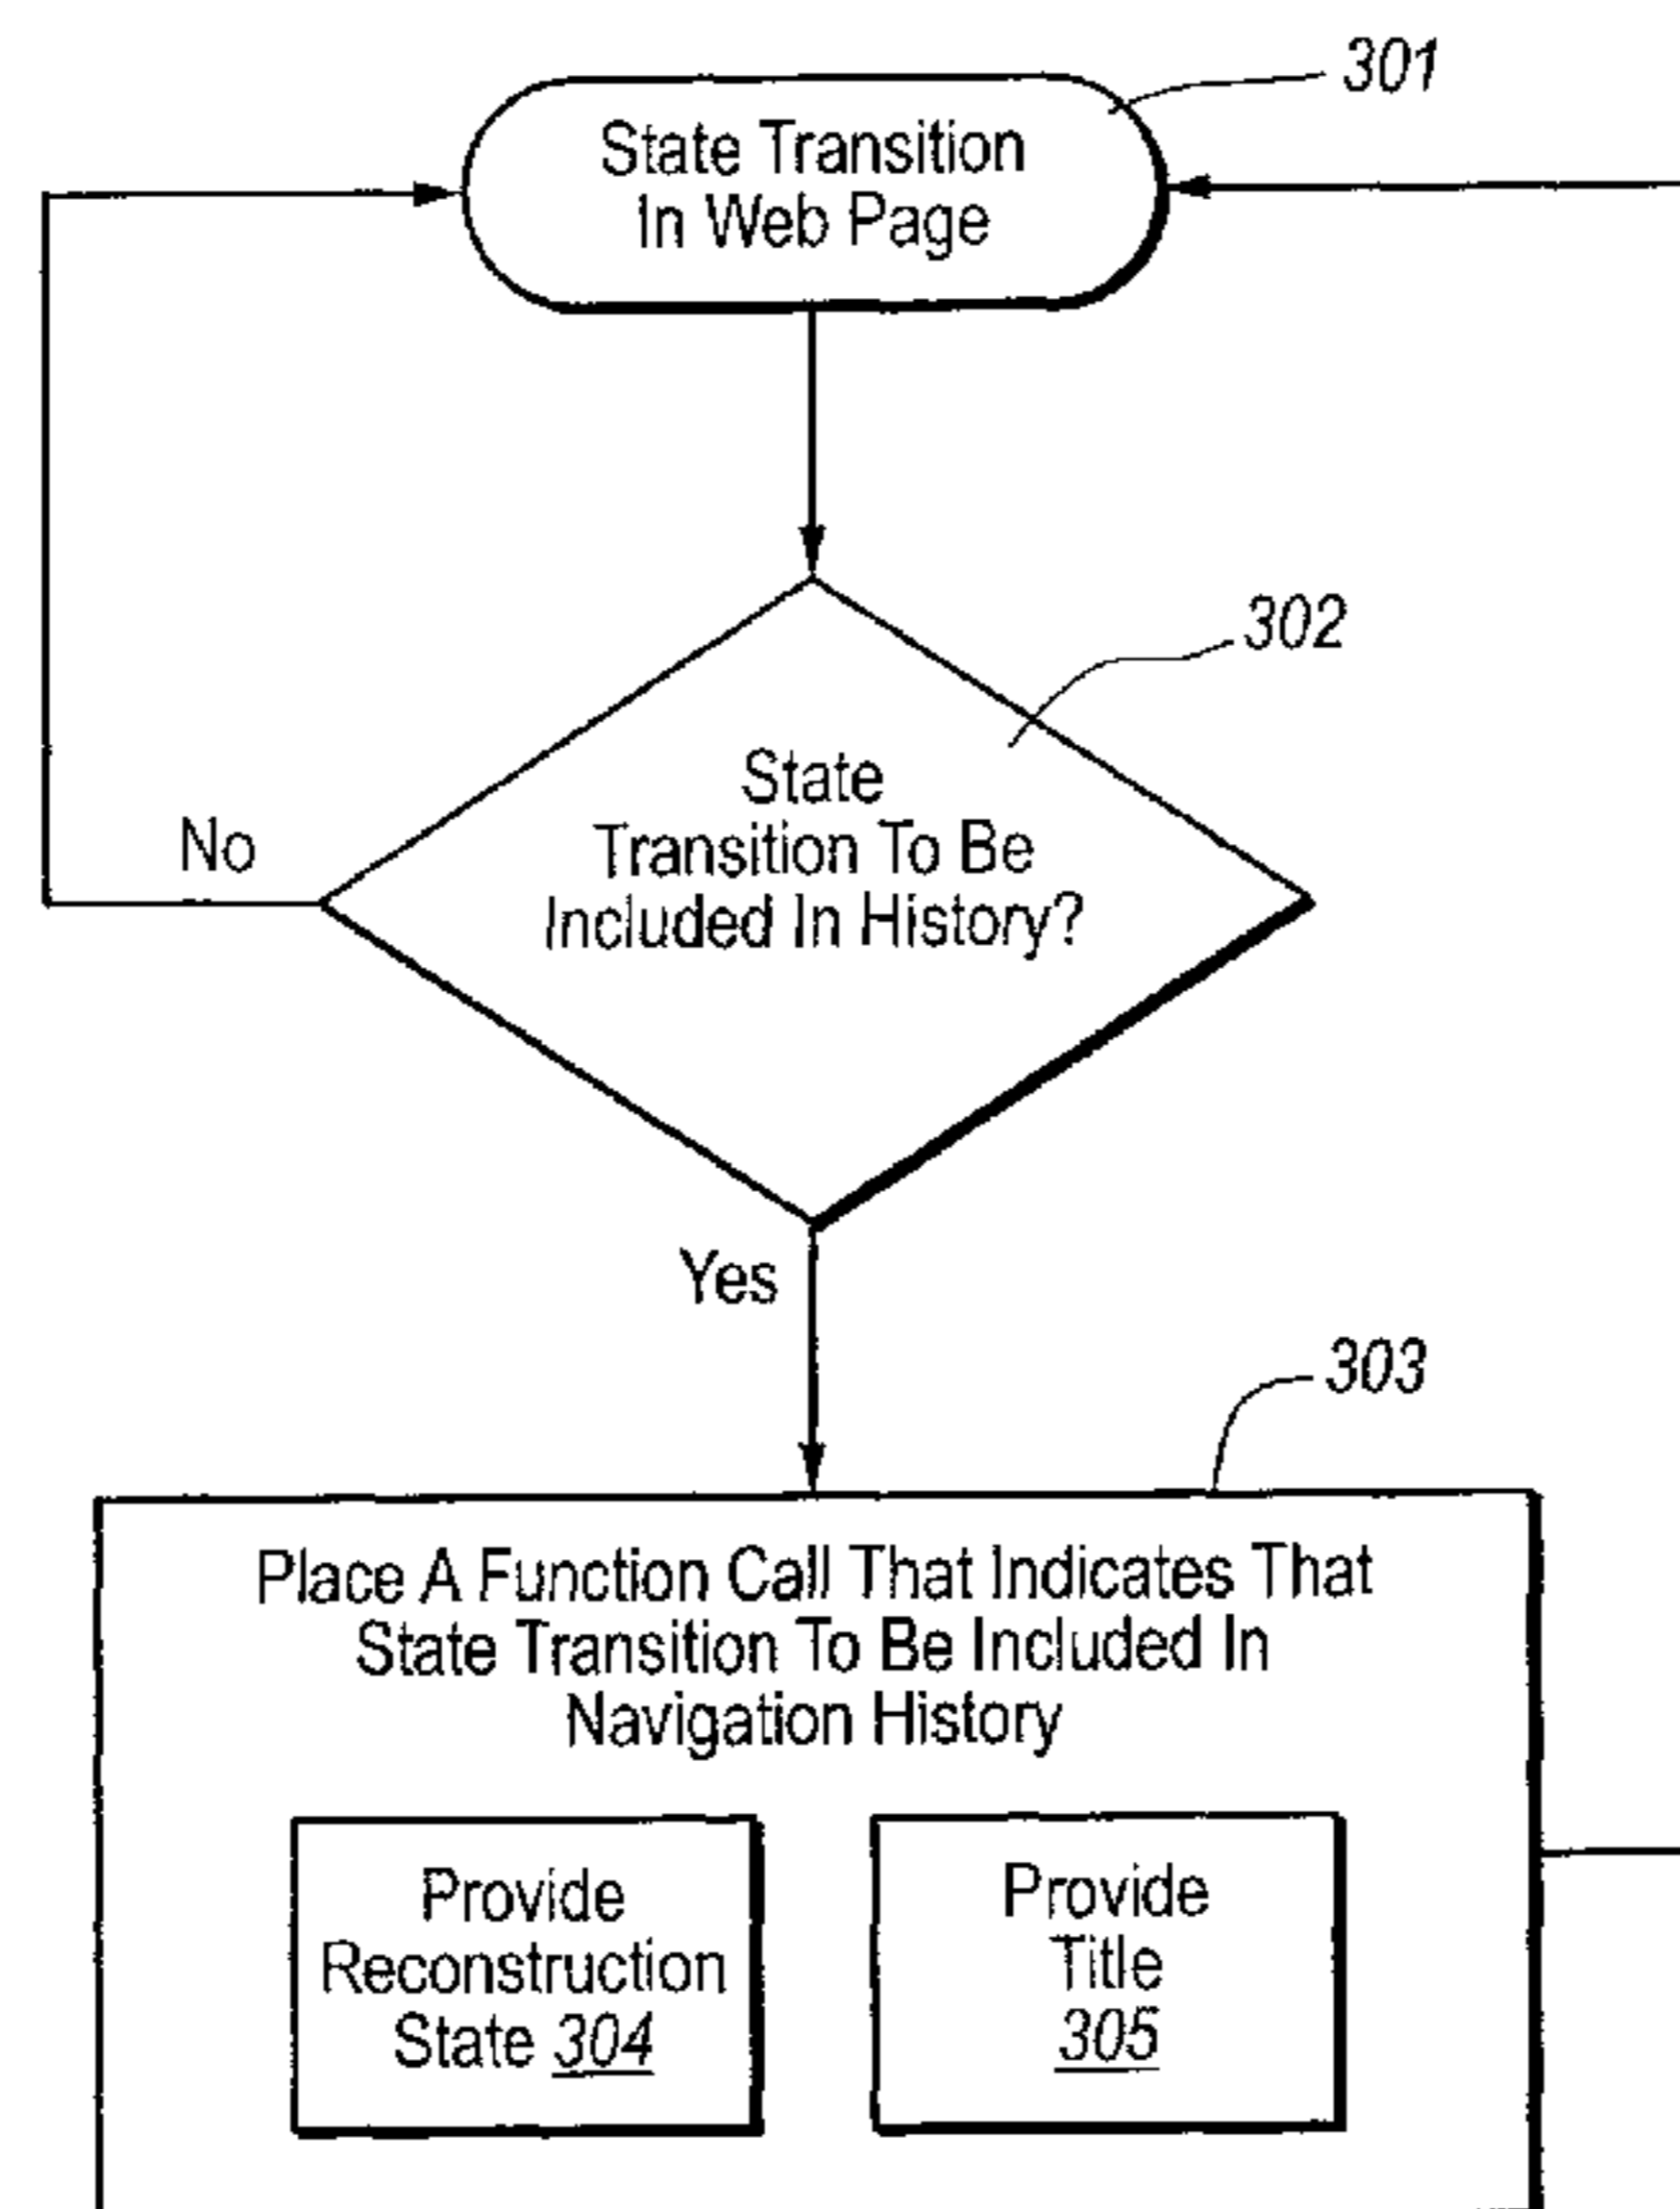 301
State Transition
In Web Page
302
State
Transition To Be
Included In History?
No
Yes
303
Place A Function Call That Indicates That
State Transition To Be Included In
Navigation History
Provide
Reconstruction
State 304
Provide
Title
305